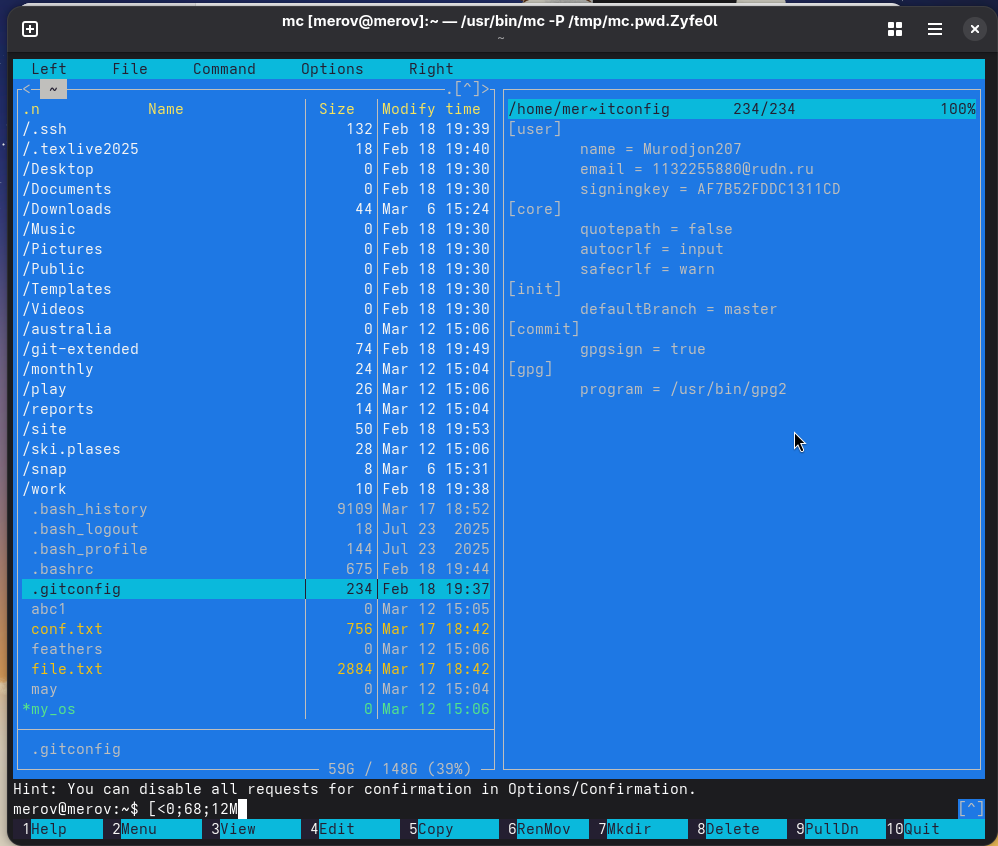 mc [merov@merov]:~ — /usr/bin/mc -P /tmp/mc.pwd.Zyfe0l
~
Left File Command Options Right
<─ ~ .[^]>
.n Name Size Modify time
/.ssh 132 Feb 18 19:39
/.texlive2025 18 Feb 18 19:40
/Desktop 0 Feb 18 19:30
/Documents 0 Feb 18 19:30
/Downloads 44 Mar 6 15:24
/Music 0 Feb 18 19:30
/Pictures 0 Feb 18 19:30
/Public 0 Feb 18 19:30
/Templates 0 Feb 18 19:30
/Videos 0 Feb 18 19:30
/australia 0 Mar 12 15:06
/git-extended 74 Feb 18 19:49
/monthly 24 Mar 12 15:04
/play 26 Mar 12 15:06
/reports 14 Mar 12 15:04
/site 50 Feb 18 19:53
/ski.plases 28 Mar 12 15:06
/snap 8 Mar 6 15:31
/work 10 Feb 18 19:38
.bash_history 9109 Mar 17 18:52
.bash_logout 18 Jul 23 2025
.bash_profile 144 Jul 23 2025
.bashrc 675 Feb 18 19:44
.gitconfig 234 Feb 18 19:37
abc1 0 Mar 12 15:05
conf.txt 756 Mar 17 18:42
feathers 0 Mar 12 15:06
file.txt 2884 Mar 17 18:42
may 0 Mar 12 15:04
*my_os 0 Mar 12 15:06
.gitconfig
59G / 148G (39%)
/home/mer~itconfig 234/234 100%
[user]
name = Murodjon207
email = 1132255880@rudn.ru
signingkey = AF7B52FDDC1311CD
[core]
quotepath = false
autocrlf = input
safecrlf = warn
[init]
defaultBranch = master
[commit]
gpgsign = true
[gpg]
program = /usr/bin/gpg2
Hint: You can disable all requests for confirmation in Options/Confirmation.
merov@merov:~$ [<0;68;12M [^]
1Help 2Menu 3View 4Edit 5Copy 6RenMov 7Mkdir 8Delete 9PullDn 10Quit